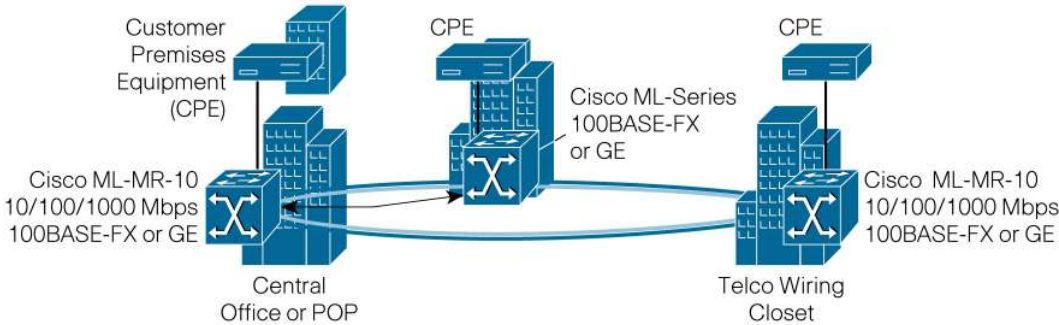 Customer
Premises
Equipment
(CPE)
CPE
CPE
Cisco ML-Series
100BASE-FX
or GE
Cisco ML-MR-10
10/100/1000 Mbps
100BASE-FX or GE
Cisco ML-MR-10
10/100/1000 Mbps
100BASE-FX or GE
Central
Office or POP
Telco Wiring
Closet